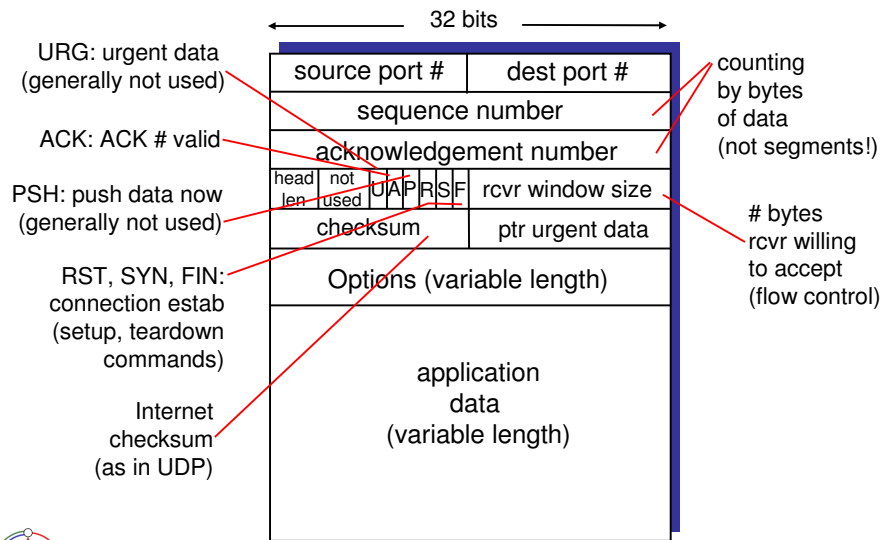 32 bits
URG: urgent data
(generally not used)
ACK: ACK # valid
PSH: push data now
(generally not used)
RST, SYN, FIN:
connection estab
(setup, teardown
commands)
Internet
checksum
(as in UDP)
source port #
dest port #
sequence number
acknowledgement number
head
len
not
used
U A P R S F
rcvr window size
checksum
ptr urgent data
Options (variable length)
application
data
(variable length)
counting
by bytes
of data
(not segments!)
# bytes
rcvr willing
to accept
(flow control)